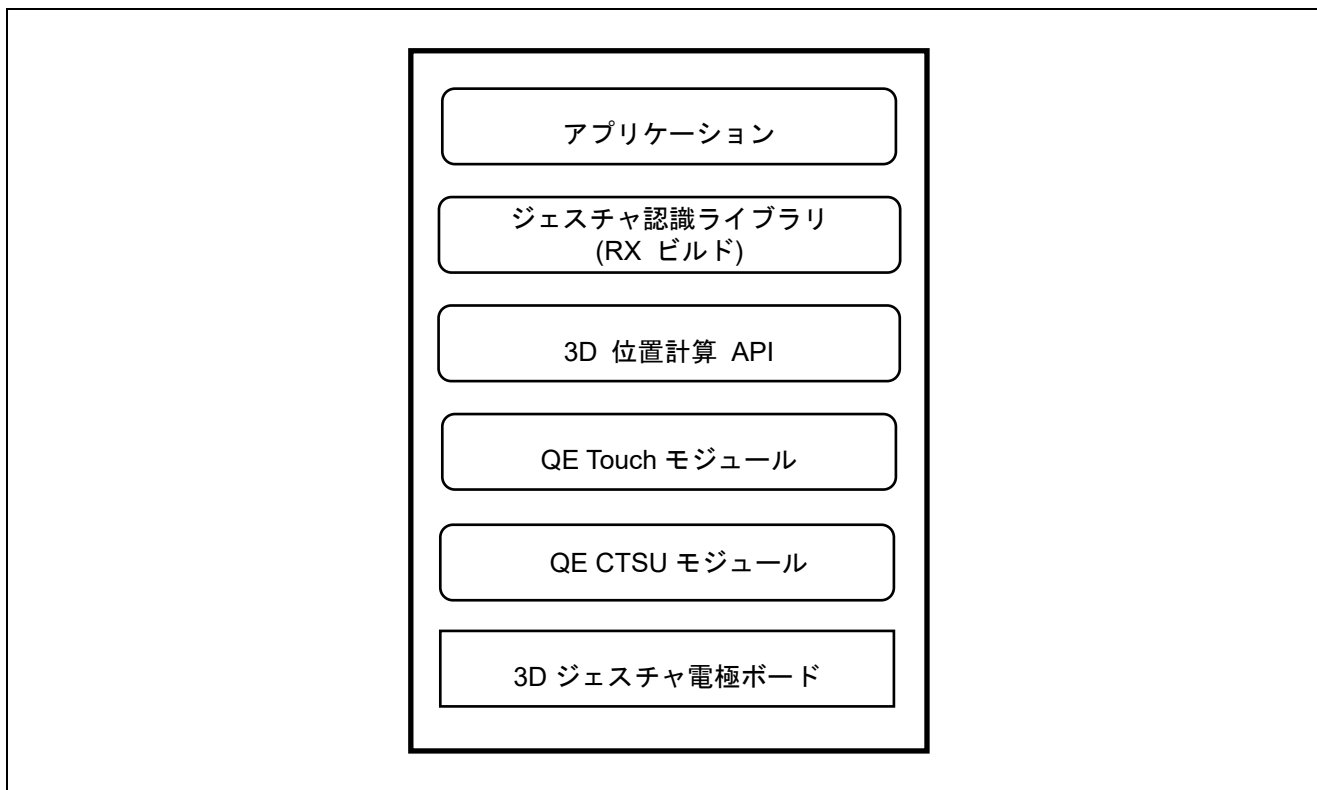 アプリケーション
ジェスチャ認識ライブラリ
(RX ビルド)
3D 位置計算 API
QE Touch モジュール
QE CTSU モジュール
3D ジェスチャ電極ボード